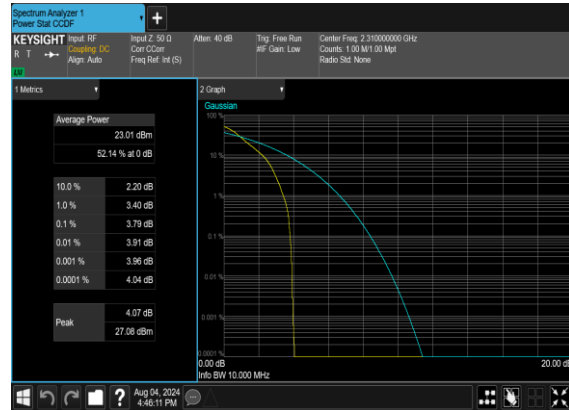 Spectrum Analyzer 1
Power Stat CCDF
KEYSIGHT
R T
LXI
Input: RF
Coupling: DC
Align: Auto
Input Z: 50 Ω
Corr CCorr
Freq Ref: Int (S)
Atten: 40 dB
Trig: Free Run
#IF Gain: Low
Center Freq: 2.310000000 GHz
Counts: 1.00 M/1.00 Mpt
Radio Std: None
1 Metrics
Average Power
23.01 dBm
52.14 % at 0 dB
10.0 % 2.20 dB
1.0 % 3.40 dB
0.1 % 3.79 dB
0.01 % 3.91 dB
0.001 % 3.96 dB
0.0001 % 4.04 dB
Peak
4.07 dB
27.08 dBm
2 Graph
Gaussian
100 %
10 %
1 %
0.1 %
0.01 %
0.001 %
0.0001 %
0.00 dB
20.00 dB
Info BW 10.000 MHz
?
Aug 04, 2024
4:46:11 PM